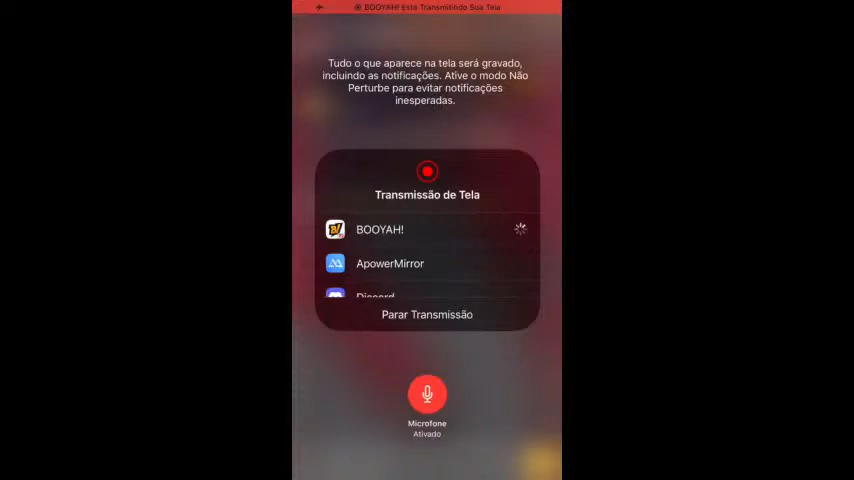 BOOYAH! Está Transmitindo Sua Tela
Tudo o que aparece na tela será gravado,
incluindo as notificações. Ative o modo Não
Perturbe para evitar notificações
inesperadas.
Transmissão de Tela
BOOYAH!
ApowerMirror
Discord
Parar Transmissão
Microfone
Ativado